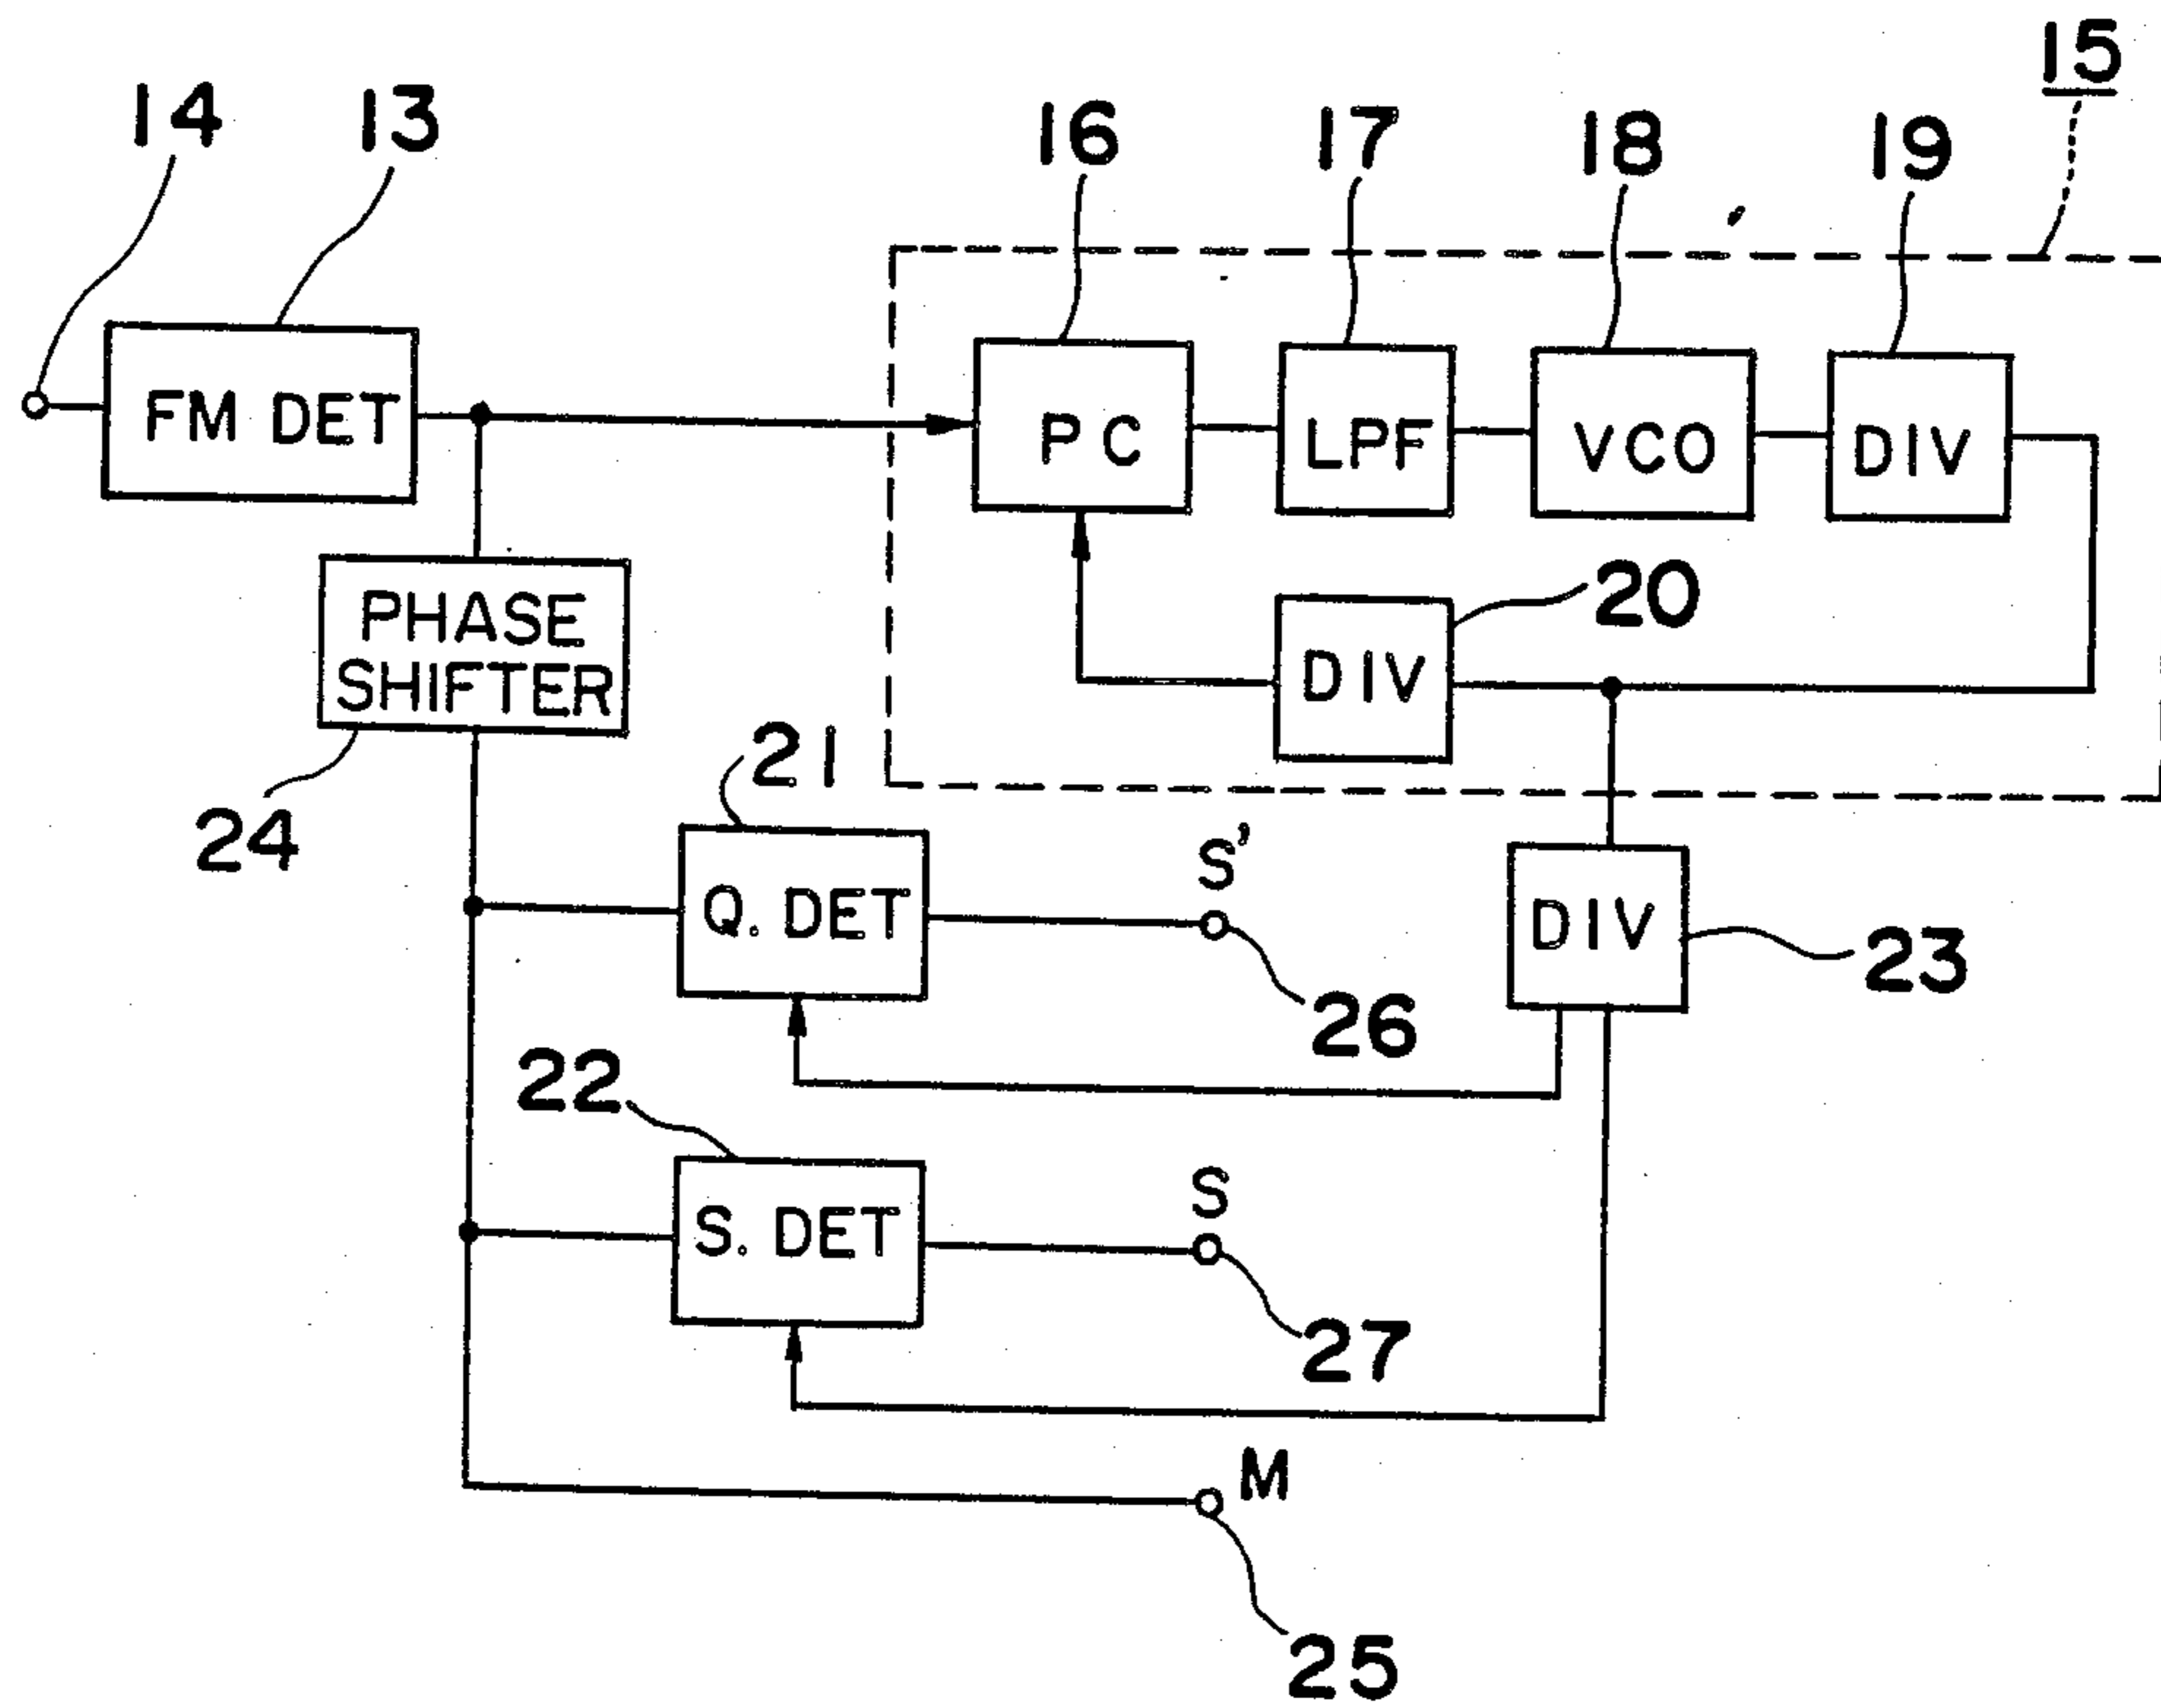 15
14
13
16
17
18
19
FM DET
PC
LPF
VCO
DIV
20
PHASE
SHIFTER
DIV
21
24
S'
Q. DET
DIV
23
26
22
S
S. DET
27
M
25